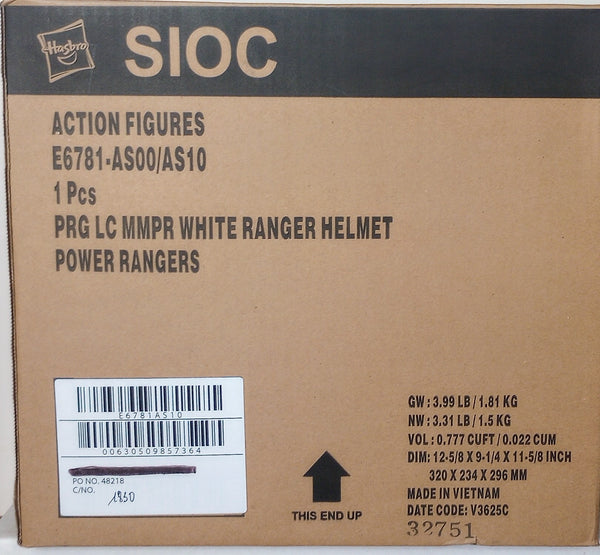 Hasbro
SIOC
ACTION FIGURES
E6781-AS00/AS10
1 Pcs
PRG LC MMPR WHITE RANGER HELMET
POWER RANGERS
E6781AS10
00630509857364
PO NO. 48218
C/NO. 1850
THIS END UP
GW : 3.99 LB / 1.81 KG
NW : 3.31 LB / 1.5 KG
VOL : 0.777 CUFT / 0.022 CUM
DIM: 12-5/8 X 9-1/4 X 11-5/8 INCH
320 X 234 X 296 MM
MADE IN VIETNAM
DATE CODE: V3625C
32751